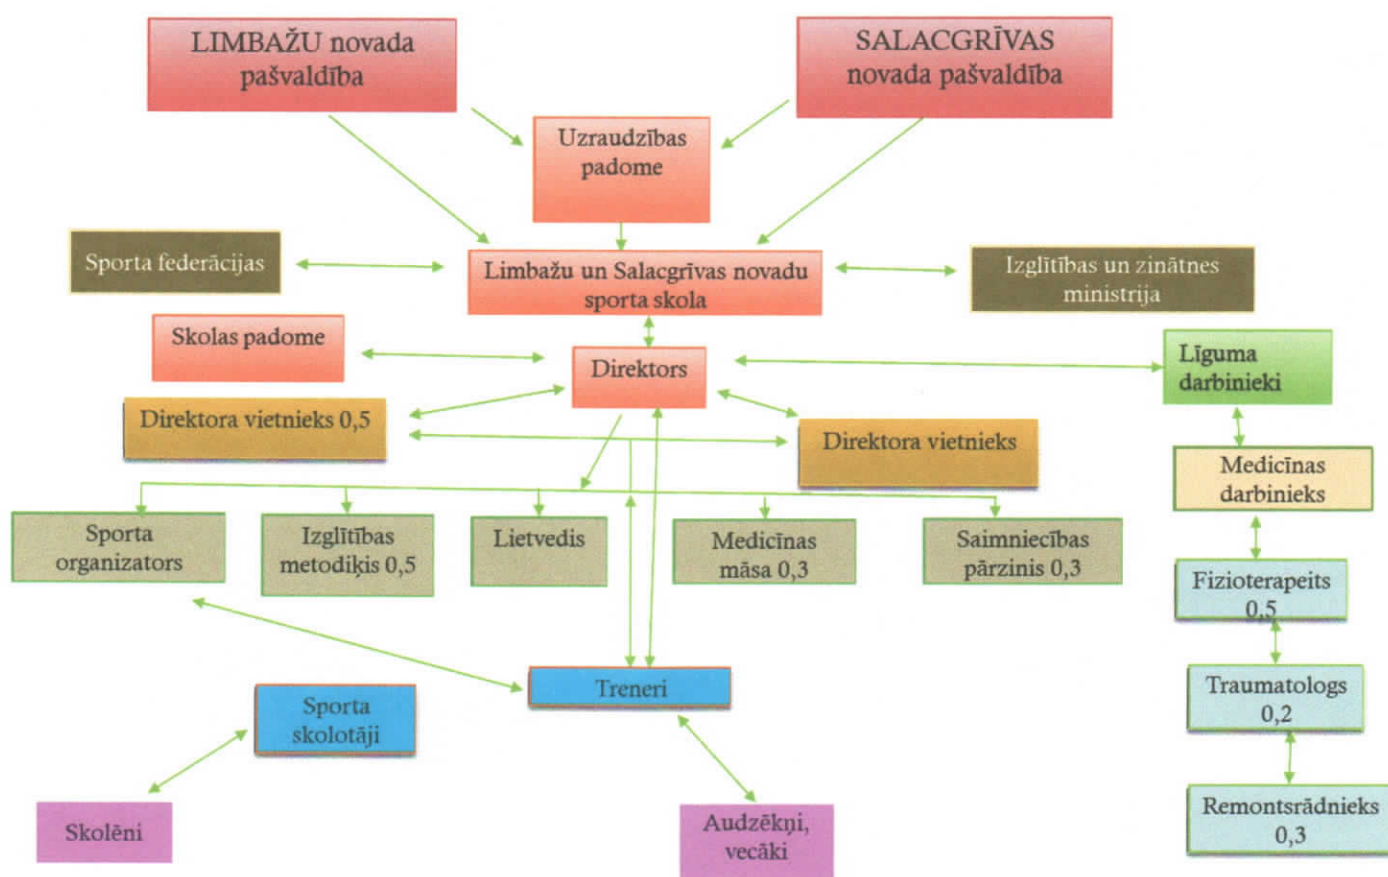 LIMBAŽU novada
pašvaldība
SALACGRĪVAS
novada pašvaldība
Uzraudzības
padome
Sporta federācijas
Limbažu un Salacgrīvas novadu
sporta skola
Izglītības un zinātnes
ministrija
Skolas padome
Direktors
Līguma
darbinieki
Direktora vietnieks 0,5
Direktora vietnieks
Medicīnas
darbinieks
Sporta
organizators
Izglītības
metodiķis 0,5
Lietvedis
Medicīnas
māsa 0,3
Saimniecības
pārzinis 0,3
Fizioterapeits
0,5
Treneri
Sporta
skolotāji
Traumatologs
0,2
Skolēni
Audzēkņi,
vecāki
Remontsrādnieks
0,3